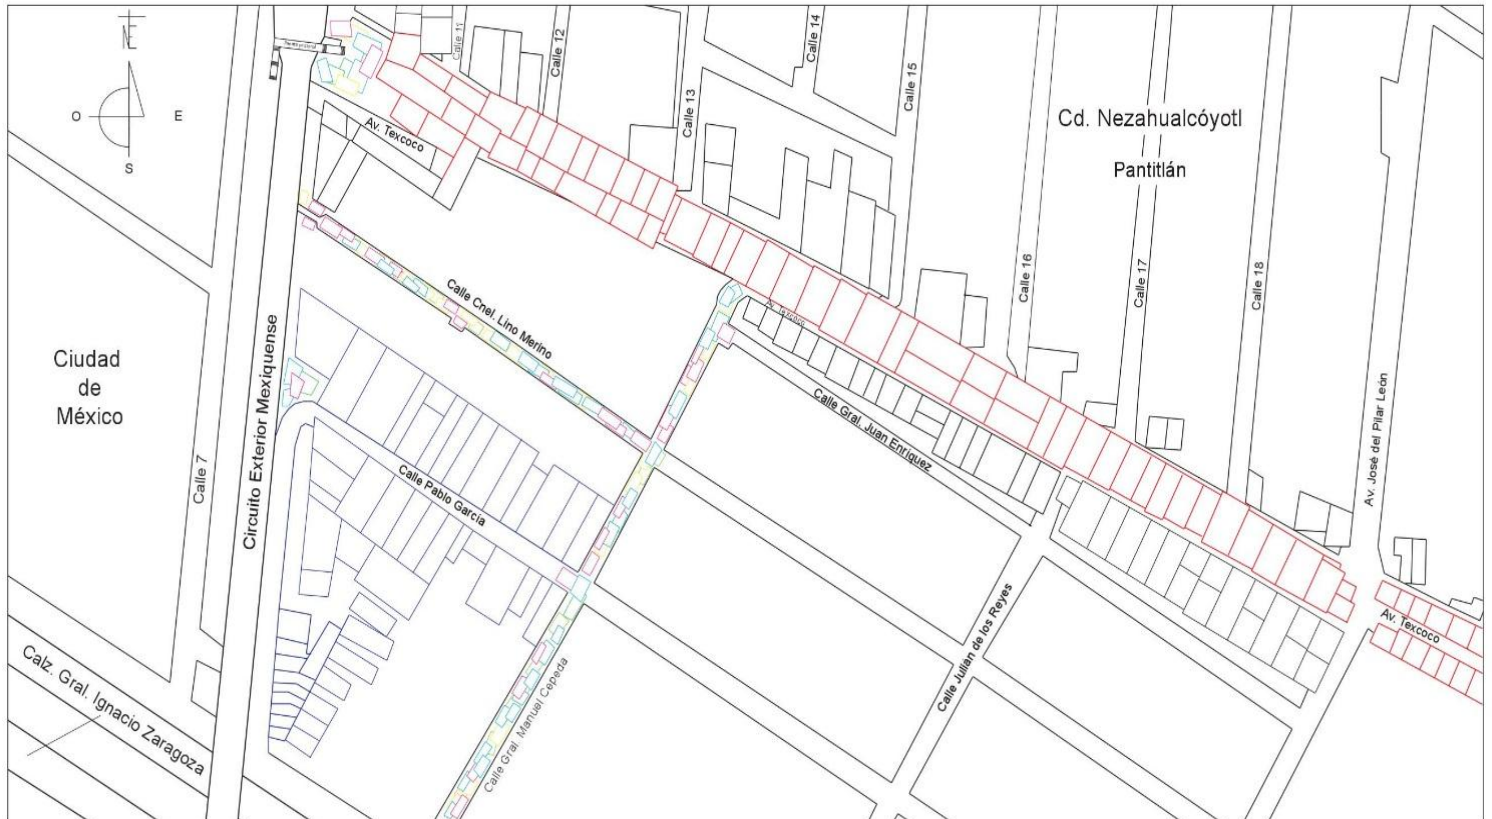 N
O
E
S
Puente peatonal
Calle 11
Calle 12
Calle 13
Calle 14
Calle 15
Cd. Nezahualcóyotl
Pantitlán
Av. Texcoco
Calle 16
Calle 17
Calle 18
Calle Cnel. Lino Merino
Av. Texcoco
Ciudad
de
México
Calle 7
Circuito Exterior Mexiquense
Calle Gral. Juan Enríquez
Av. José del Pilar León
Calle Pablo García
Calle Julián de los Reyes
Av. Texcoco
Calz. Gral. Ignacio Zaragoza
Calle Gral. Manuel Cepeda